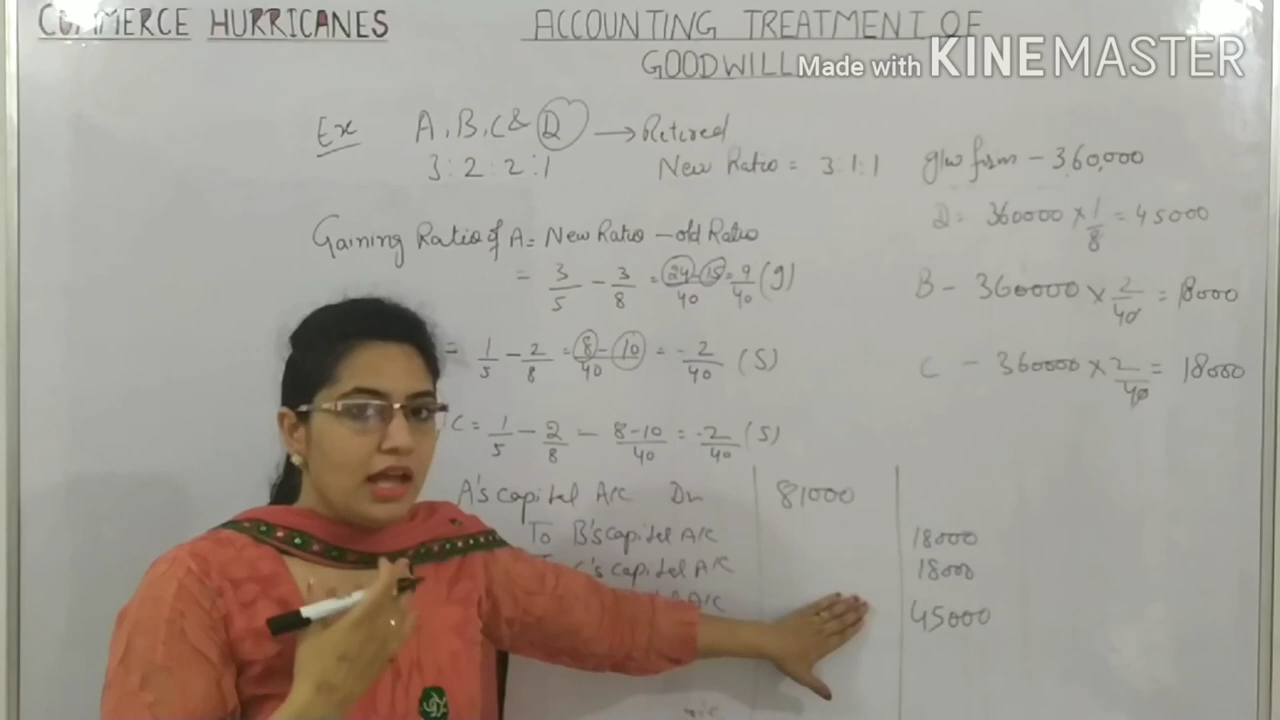 COMMERCE HURRICANES
ACCOUNTING TREATMENT OF
GOODWILL
Made with KINEMASTER
Ex A, B, C & D → Retired
3:2:2:1 New Ratio = 3:1:1
g/w firm - 360,000
D = 360000 × 1/8 = 45000
Gaining Ratio of A = New Ratio - old Ratio
= 3/5 - 3/8 = 24-15/40 = 9/40 (g)
B - 360000 × 2/40 = 18000
= 1/5 - 2/8 = 8-10/40 = -2/40 (S)
C - 360000 × 2/40 = 18000
C = 1/5 - 2/8 - 8-10/40 = -2/40 (S)
A's capital A/c Dr 81000
To B's capital A/c 18000
C's capital A/c 18000
A/c 45000